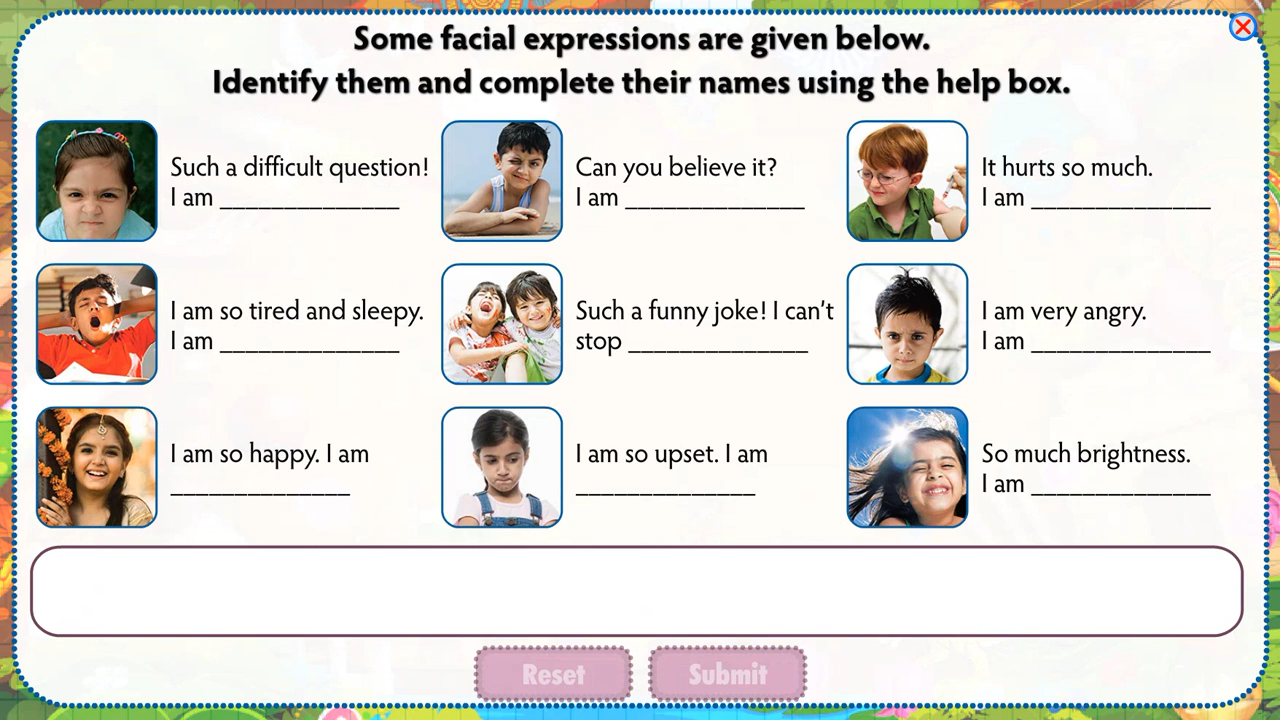 Some facial expressions are given below.
Identify them and complete their names using the help box.
Such a difficult question!
I am ______________
Can you believe it?
I am ______________
It hurts so much.
I am ______________
I am so tired and sleepy.
I am ______________
Such a funny joke! I can't
stop ______________
I am very angry.
I am ______________
I am so happy. I am
______________
I am so upset. I am
______________
So much brightness.
I am ______________
Reset
Submit